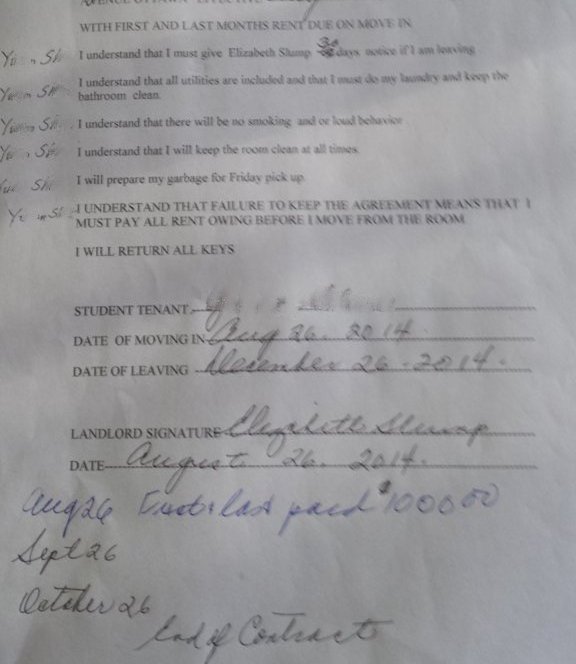 WITH FIRST AND LAST MONTHS RENT DUE ON MOVE IN
I understand that I must give Elizabeth Slump 30 days notice if I am leaving
I understand that all utilities are included and that I must do my laundry and keep the
bathroom clean.
I understand that there will be no smoking and or loud behavior
I understand that I will keep the room clean at all times.
I will prepare my garbage for Friday pick up.
I UNDERSTAND THAT FAILURE TO KEEP THE AGREEMENT MEANS THAT I
MUST PAY ALL RENT OWING BEFORE I MOVE FROM THE ROOM
I WILL RETURN ALL KEYS
STUDENT TENANT
DATE OF MOVING IN Aug 26. 2014.
DATE OF LEAVING December 26-2014.
LANDLORD SIGNATURE Elizabeth Slump
DATE August 26. 2014.
Aug 26 First & last paid $1000 00
Sept 26
October 26
End of Contract